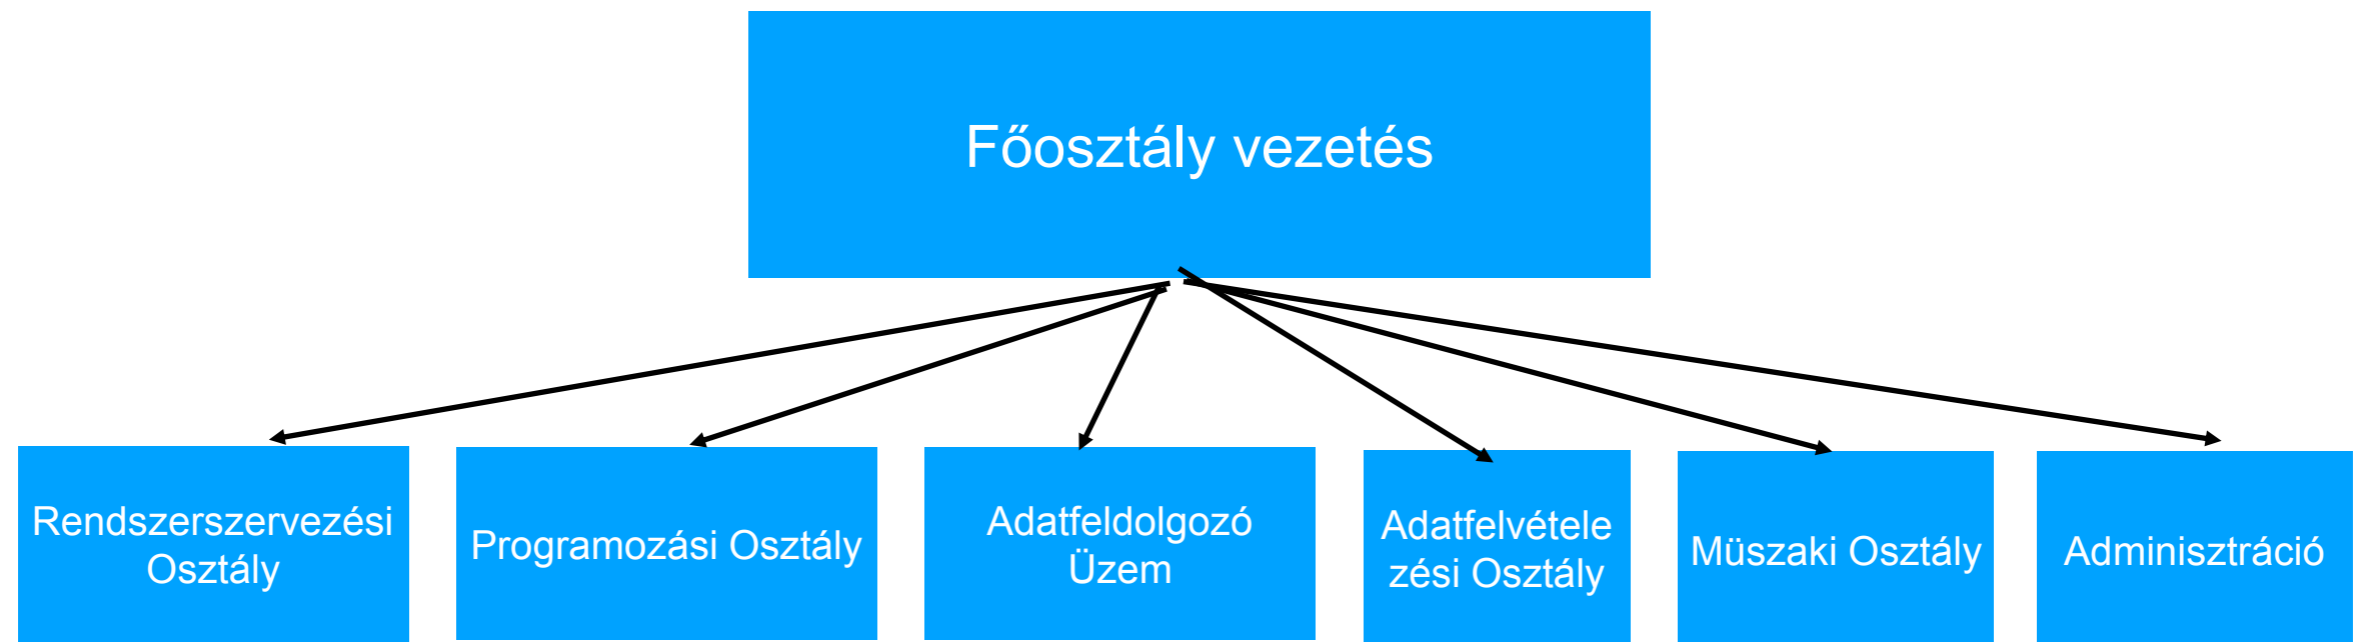 Főosztály vezetés
Rendszerszervezési
Osztály
Programozási Osztály
Adatfeldolgozó
Üzem
Adatfelvétele
zési Osztály
Müszaki Osztály
Adminisztráció